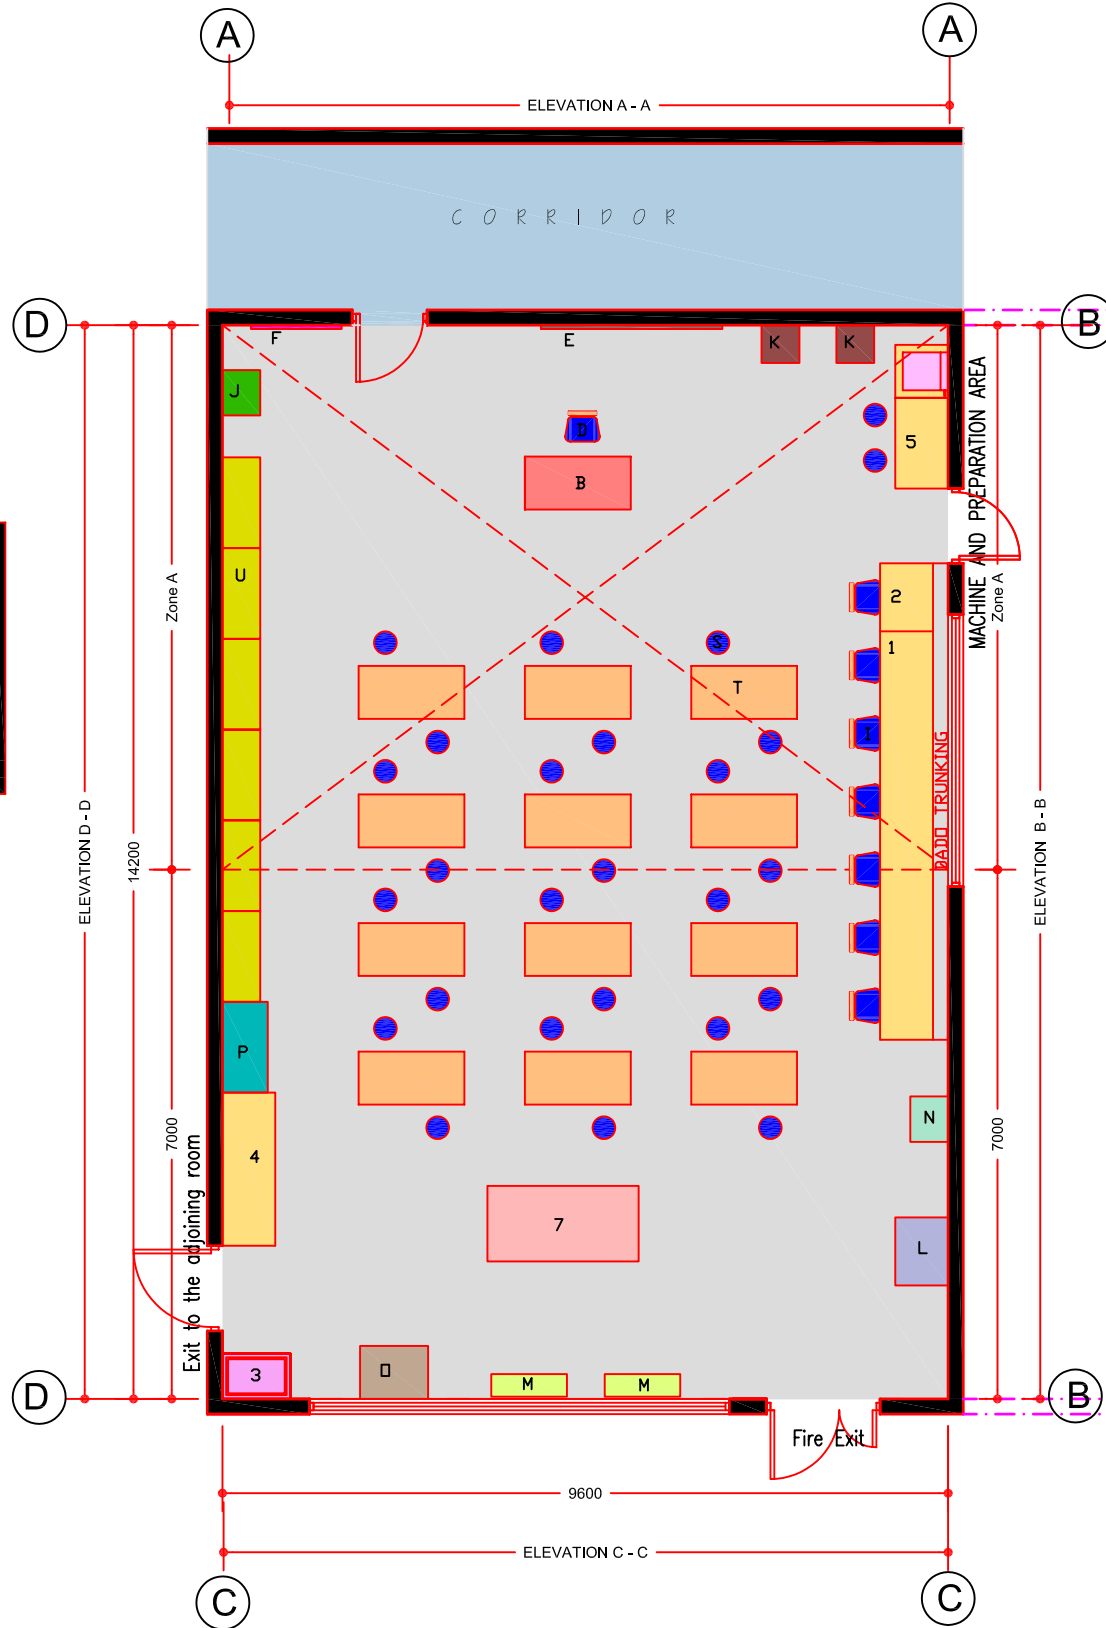 A
A
ELEVATION A - A
CORRIDOR
D
B
F
E
K
K
J
D
5
B
MACHINE AND PREPARATION AREA
Zone A
Zone A
U
2
S
1
T
I
DADO TRUNKING
ELEVATION D - D
14200
ELEVATION B - B
P
N
7000
7000
4
Exit to the adjoining room
7
L
3
O
M
M
D
B
Fire Exit
9600
ELEVATION C - C
C
C